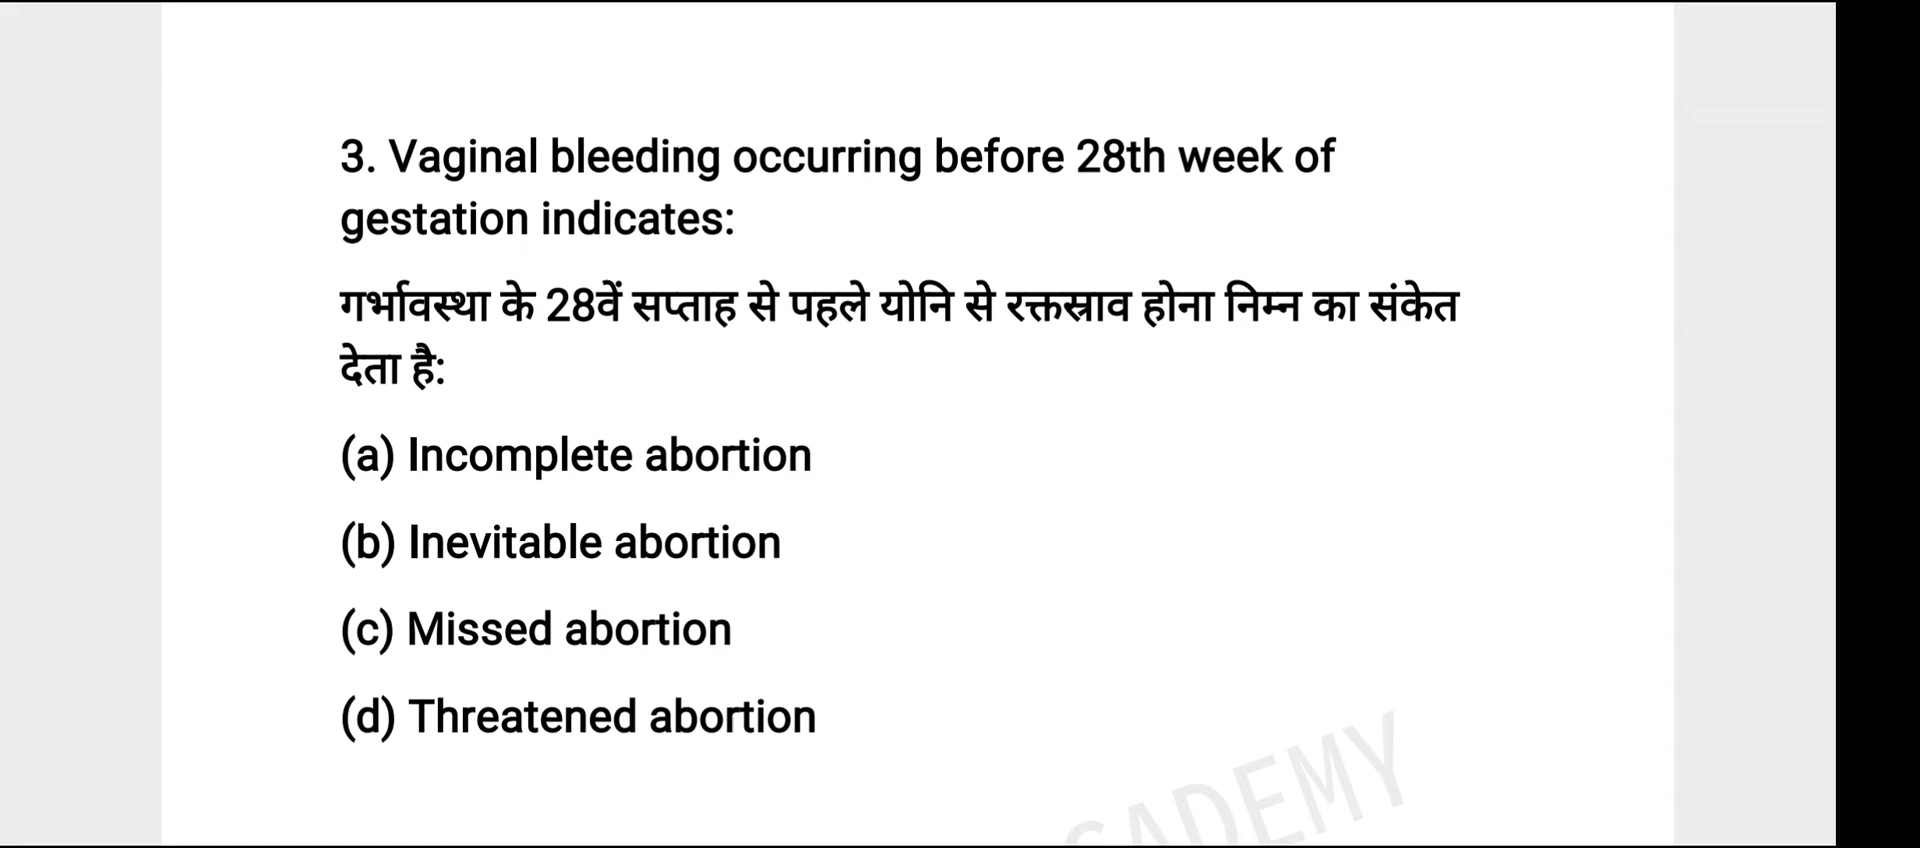 3. Vaginal bleeding occurring before 28th week of
gestation indicates:
गर्भावस्था के 28वें सप्ताह से पहले योनि से रक्तस्राव होना निम्न का संकेत
देता है:
(a) Incomplete abortion
(b) Inevitable abortion
(c) Missed abortion
(d) Threatened abortion